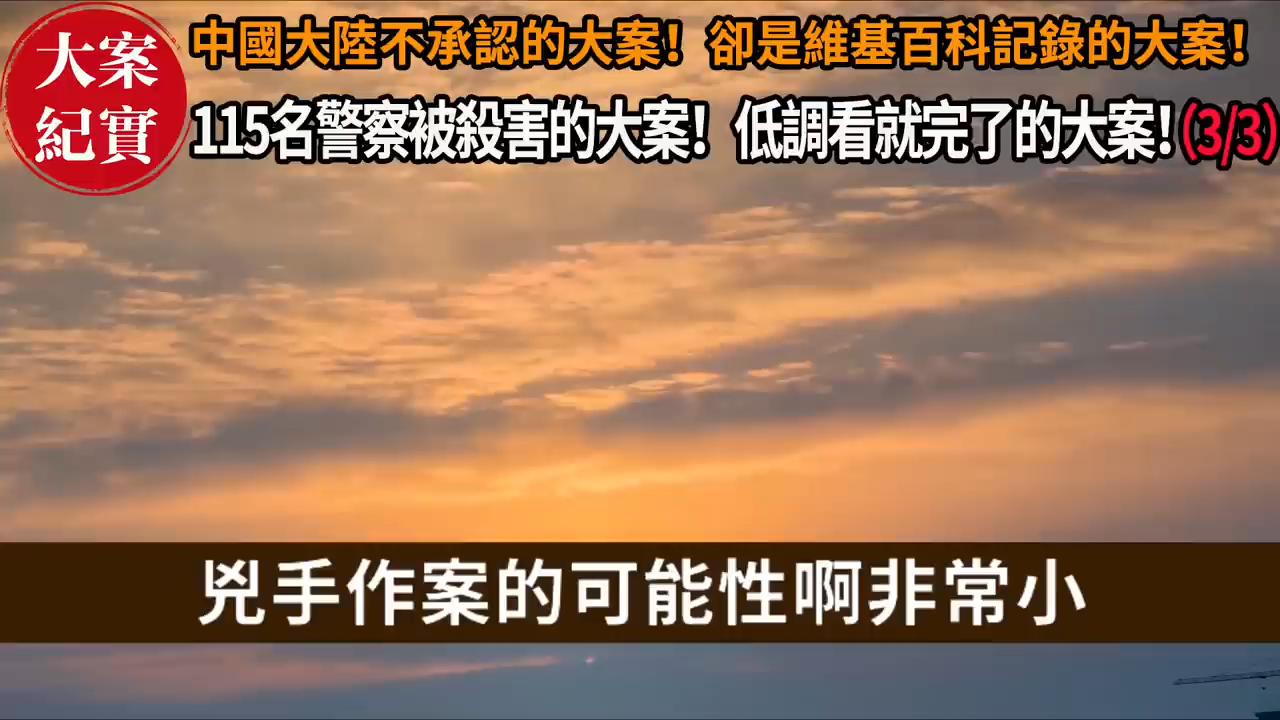 大案
紀實
中國大陸不承認的大案！卻是維基百科記錄的大案！
115名警察被殺害的大案！低調看就完了的大案！(3/3)
兇手作案的可能性啊非常小